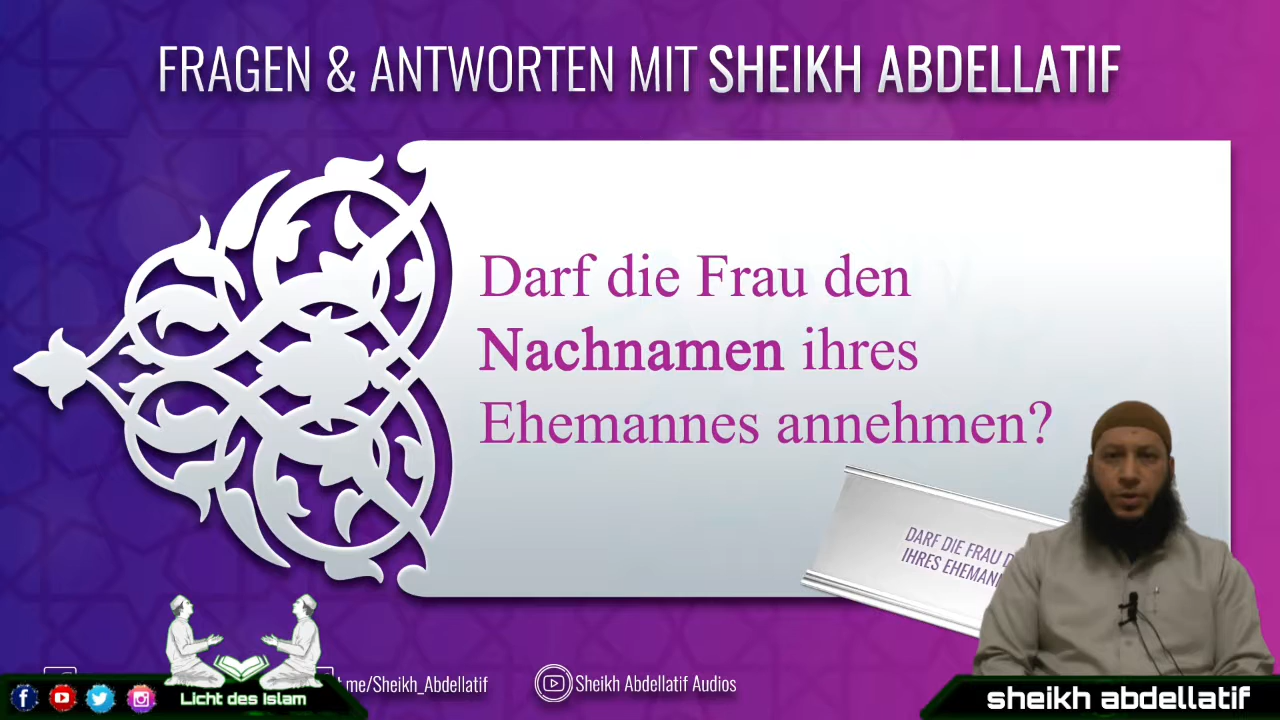 FRAGEN & ANTWORTEN MIT SHEIKH ABDELLATIF
Darf die Frau den
Nachnamen ihres
Ehemannes annehmen?
DARF DIE FRAU
IHRES EHEMANN
t.me/Sheikh_Abdellatif
Sheikh Abdellatif Audios
Licht des Islam
sheikh abdellatif